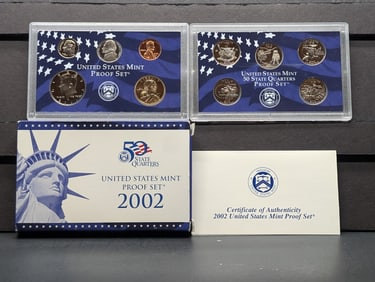 UNITED STATES MINT
PROOF SET
UNITED STATES MINT
50 STATE QUARTERS
PROOF SET
50
STATE
QUARTERS
UNITED STATES MINT
PROOF SET
2002
Certificate of Authenticity
2002 United States Mint Proof Set